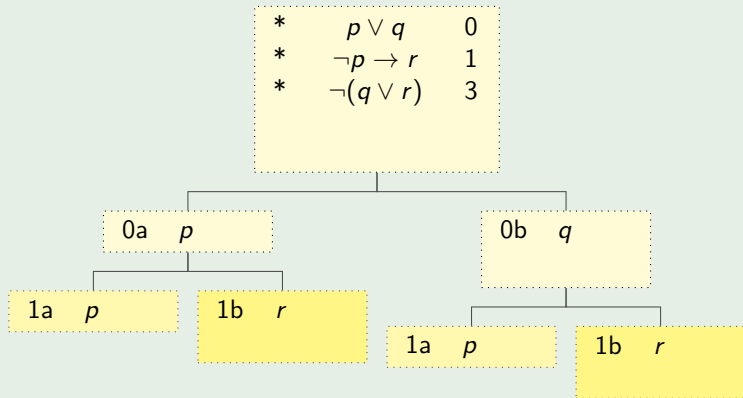 * p ∨ q 0
* ¬p → r 1
* ¬(q ∨ r) 3
0a p
0b q
1a p
1b r
1a p
1b r